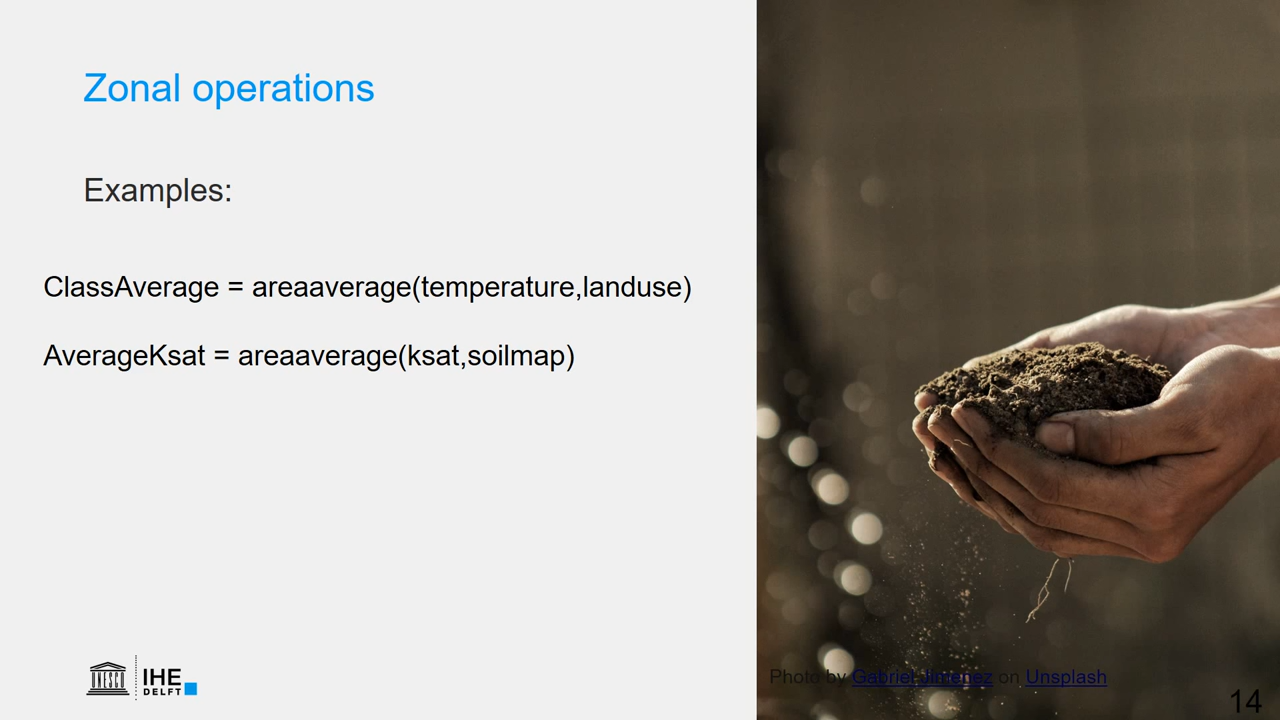 Zonal operations
Examples:
ClassAverage = areaaverage(temperature,landuse)
AverageKsat = areaaverage(ksat,soilmap)
UNESCO
IHE
DELFT
Photo by Gabriel Jimenez on Unsplash
14